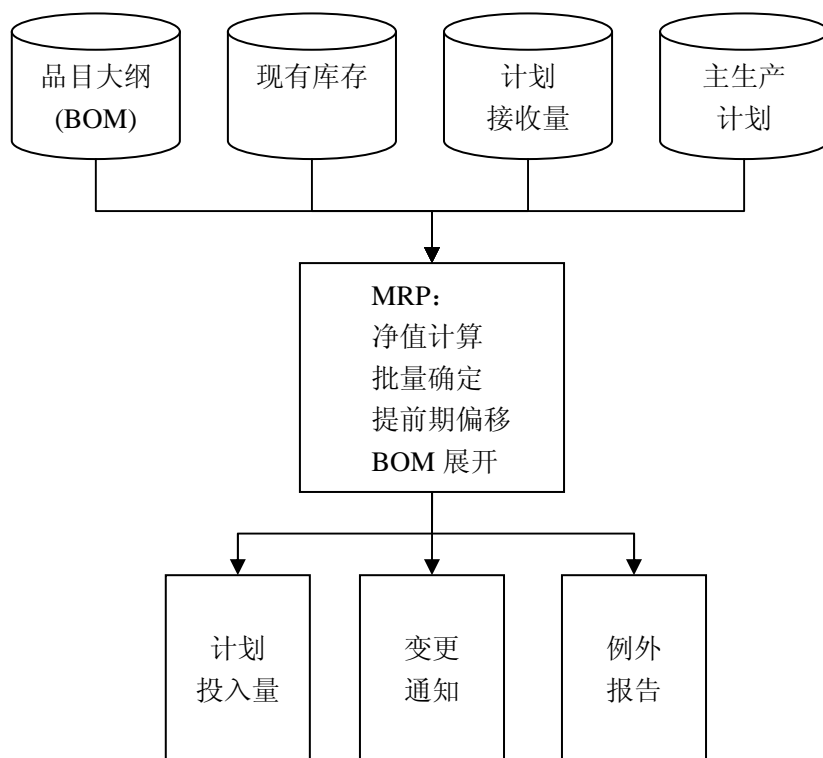 品目大纲
(BOM)
现有库存
计划
接收量
主生产
计划
MRP：
净值计算
批量确定
提前期偏移
BOM 展开
计划
投入量
变更
通知
例外
报告